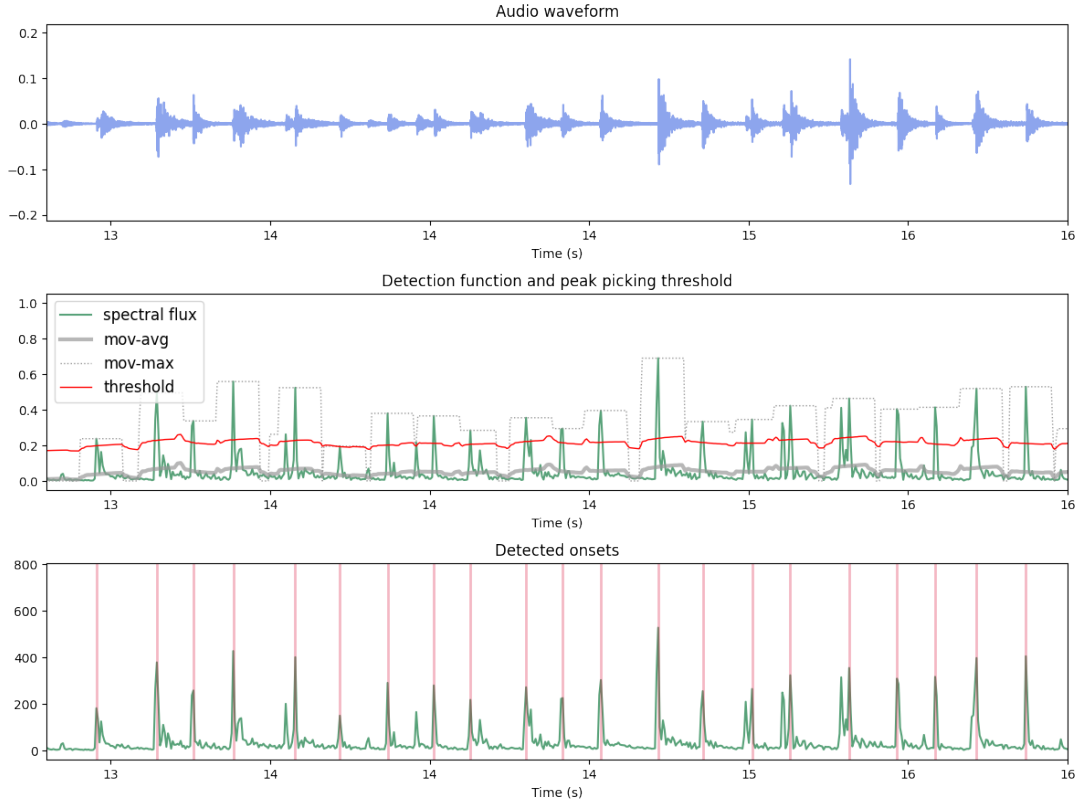 Audio waveform
0.2
0.1
0.0
−0.1
−0.2
13 14 14 14 15 16 16
Time (s)
Detection function and peak picking threshold
1.0
0.8
0.6
0.4
0.2
0.0
spectral flux
mov-avg
mov-max
threshold
13 14 14 14 15 16 16
Time (s)
Detected onsets
800
600
400
200
0
13 14 14 14 15 16 16
Time (s)